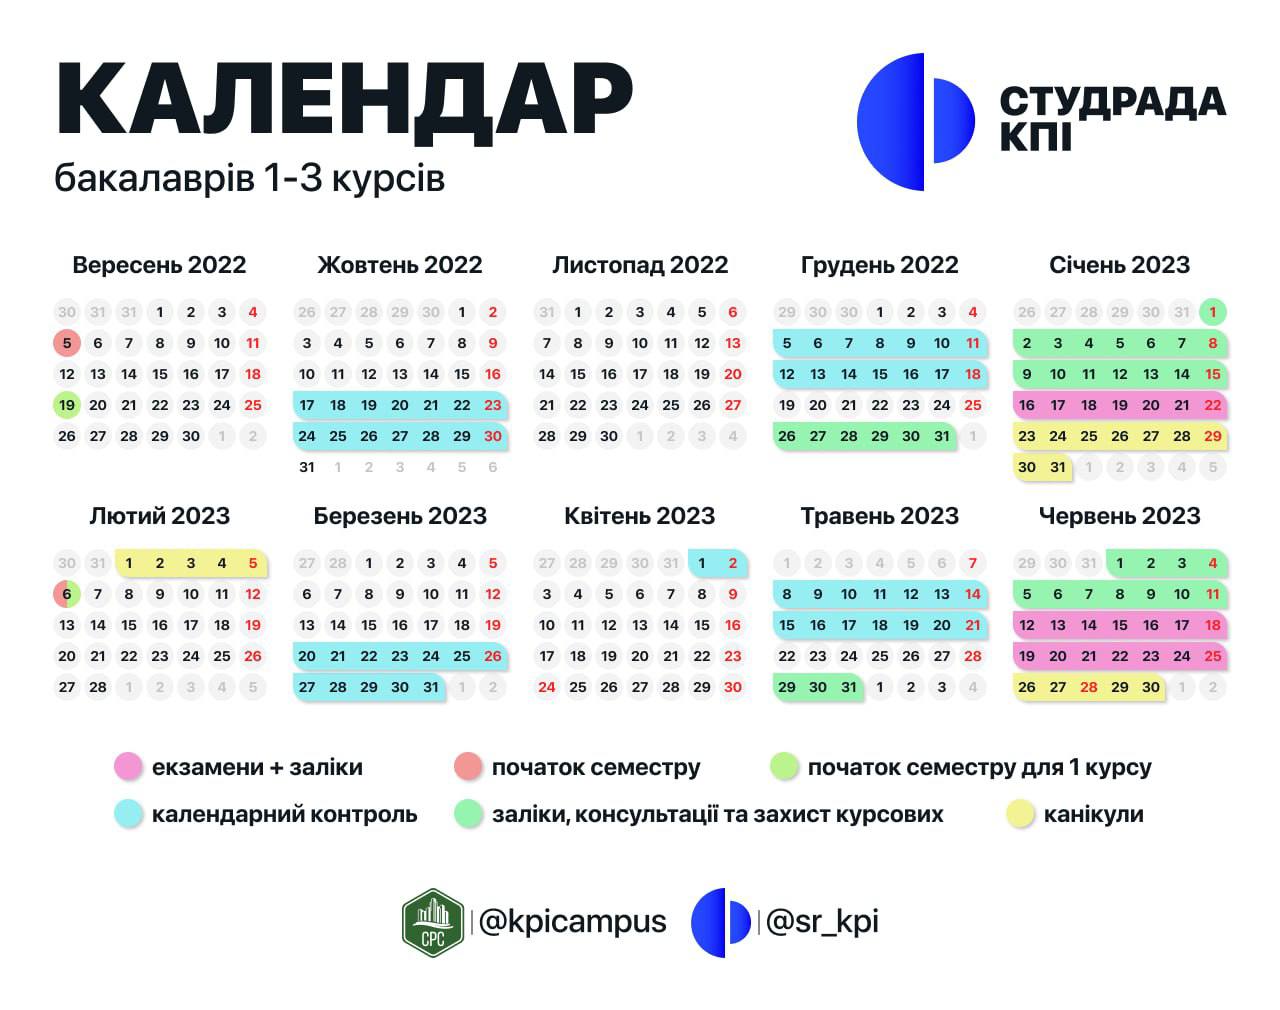 КАЛЕНДАР
бакалаврів 1-3 курсів
СТУДРАДА
КПІ
Вересень 2022
30 31 31 1 2 3 4
5 6 7 8 9 10 11
12 13 14 15 16 17 18
19 20 21 22 23 24 25
26 27 28 29 30 1 2
Жовтень 2022
26 27 28 29 30 1 2
3 4 5 6 7 8 9
10 11 12 13 14 15 16
17 18 19 20 21 22 23
24 25 26 27 28 29 30
31 1 2 3 4 5 6
Листопад 2022
31 1 2 3 4 5 6
7 8 9 10 11 12 13
14 15 16 17 18 19 20
21 22 23 24 25 26 27
28 29 30 1 2 3 4
Грудень 2022
29 30 30 1 2 3 4
5 6 7 8 9 10 11
12 13 14 15 16 17 18
19 20 21 22 23 24 25
26 27 28 29 30 31 1
Січень 2023
26 27 28 29 30 31 1
2 3 4 5 6 7 8
9 10 11 12 13 14 15
16 17 18 19 20 21 22
23 24 25 26 27 28 29
30 31 1 2 3 4 5
Лютий 2023
30 31 1 2 3 4 5
6 7 8 9 10 11 12
13 14 15 16 17 18 19
20 21 22 23 24 25 26
27 28 1 2 3 4 5
Березень 2023
27 28 1 2 3 4 5
6 7 8 9 10 11 12
13 14 15 16 17 18 19
20 21 22 23 24 25 26
27 28 29 30 31 1 2
Квітень 2023
27 28 29 30 31 1 2
3 4 5 6 7 8 9
10 11 12 13 14 15 16
17 18 19 20 21 22 23
24 25 26 27 28 29 30
Травень 2023
1 2 3 4 5 6 7
8 9 10 11 12 13 14
15 16 17 18 19 20 21
22 23 24 25 26 27 28
29 30 31 1 2 3 4
Червень 2023
29 30 31 1 2 3 4
5 6 7 8 9 10 11
12 13 14 15 16 17 18
19 20 21 22 23 24 25
26 27 28 29 30 1 2
екзамени + заліки
початок семестру
початок семестру для 1 курсу
календарний контроль
заліки, консультації та захист курсових
канікули
CPC
@kpicampus
@sr_kpi